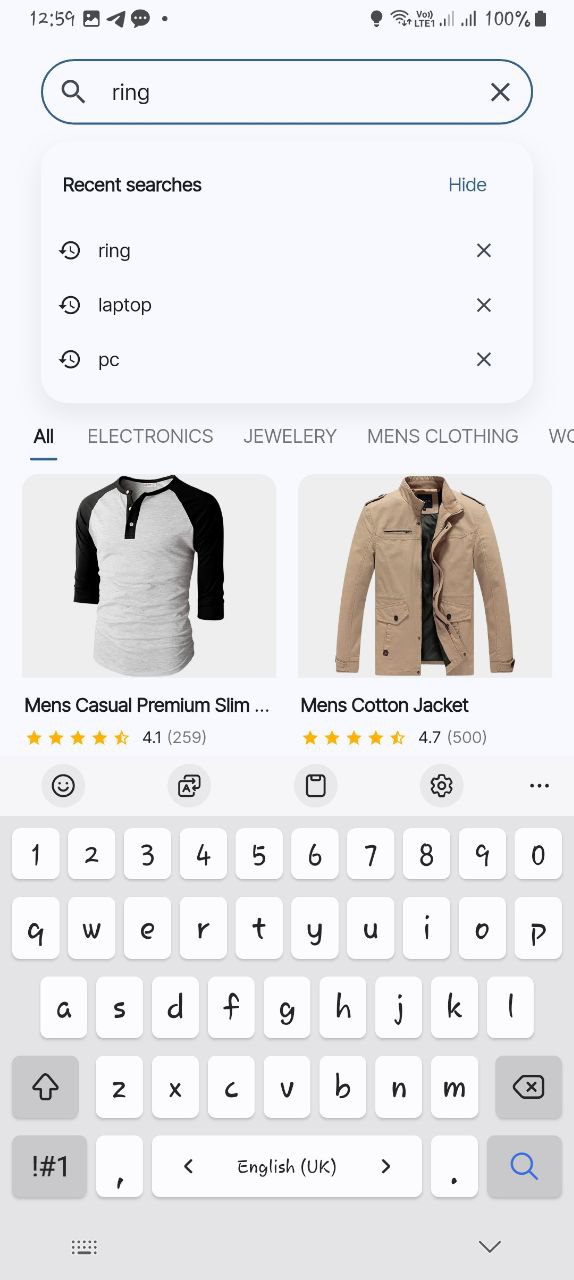 12:59 Vo) LTE1 100%
ring
Recent searches Hide
ring
laptop
pc
All ELECTRONICS JEWELERY MENS CLOTHING WO
Mens Casual Premium Slim ... Mens Cotton Jacket
4.1 (259) 4.7 (500)
1 2 3 4 5 6 7 8 9 0
q w e r t y u i o p
a s d f g h j k l
z x c v b n m
!#1 , < English (UK) > .